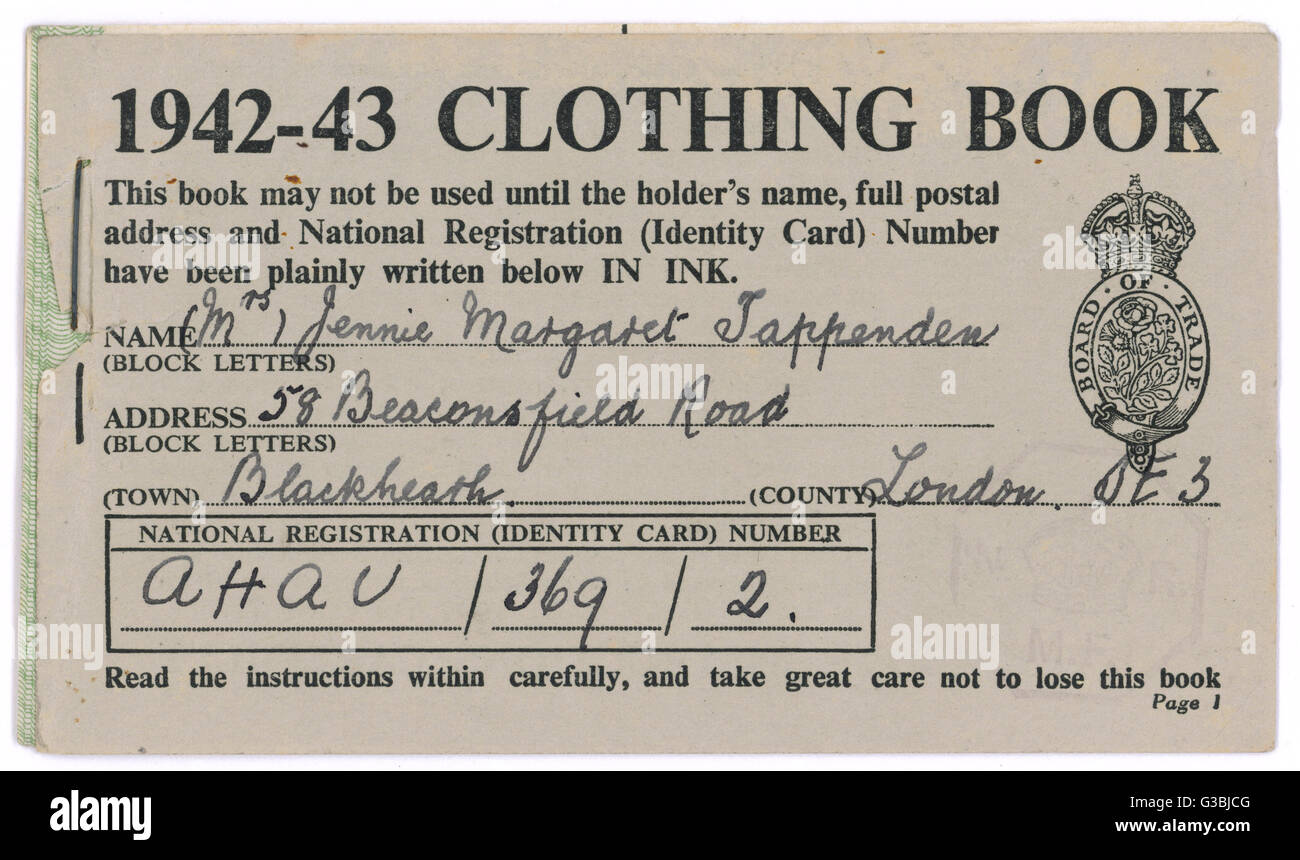 1942-43 CLOTHING BOOK
This book may not be used until the holder's name, full postal
address and National Registration (Identity Card) Number
have been plainly written below IN INK.
NAME (Mrs) Jennie Margaret Tappenden
(BLOCK LETTERS)
ADDRESS 58 Beaconsfield Road
(BLOCK LETTERS)
(TOWN) Blackheath (COUNTY) London. SE 3
BOARD · OF · TRADE
NATIONAL REGISTRATION (IDENTITY CARD) NUMBER
AHAU / 369 / 2.
Read the instructions within carefully, and take great care not to lose this book
Page 1
alamy
alamy
alamy
Image ID: G3BJCG
www.alamy.com